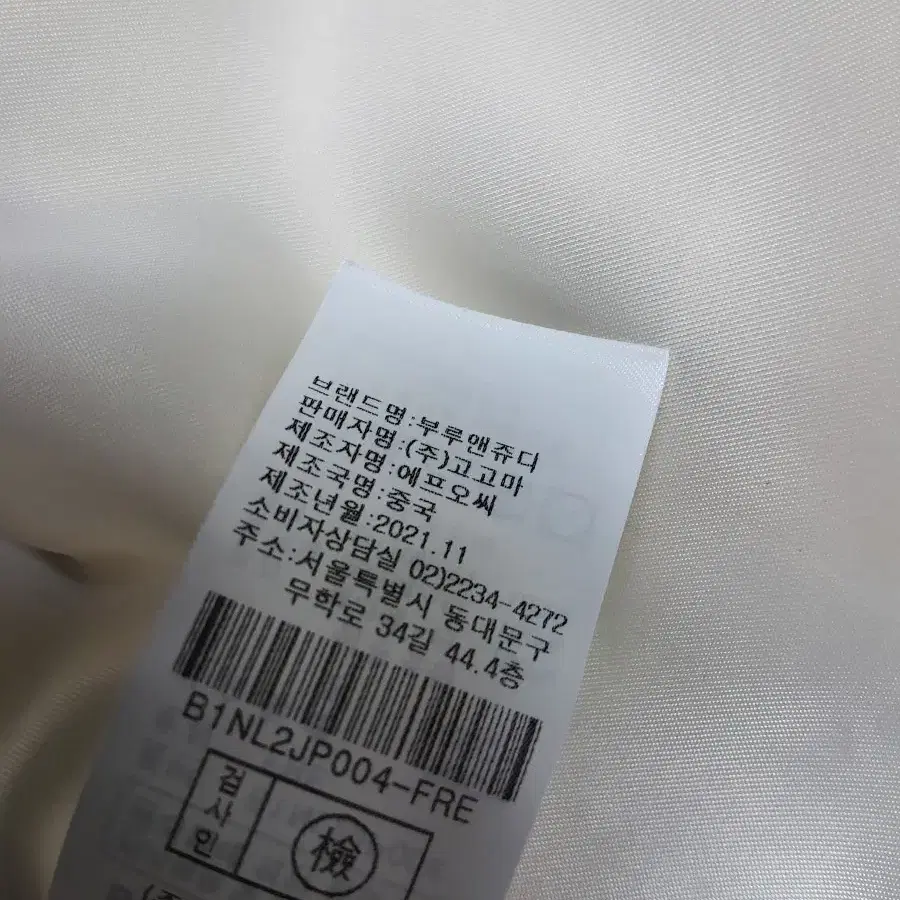 브랜드명:부루앤쥬디
판매자명:(주)고고마
제조자명:에프오씨
제조국명:중국
제조년월:2021.11
소비자상담실 02)2234-4272
주소:서울특별시 동대문구
무학로 34길 44.4층
B1NL2JP004-FRE
검사인
檢